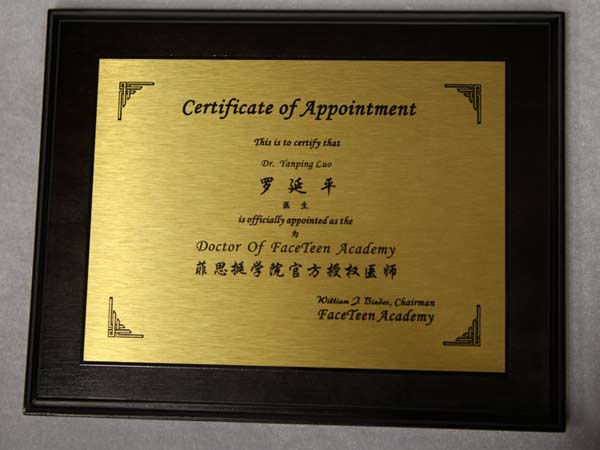 Certificate of Appointment
This is to certify that
Dr. Yanping Luo
罗延平
医生
is officially appointed as the
为
Doctor Of FaceTeen Academy
菲思挺学院官方授权医师
William J. Binder, Chairman
FaceTeen Academy